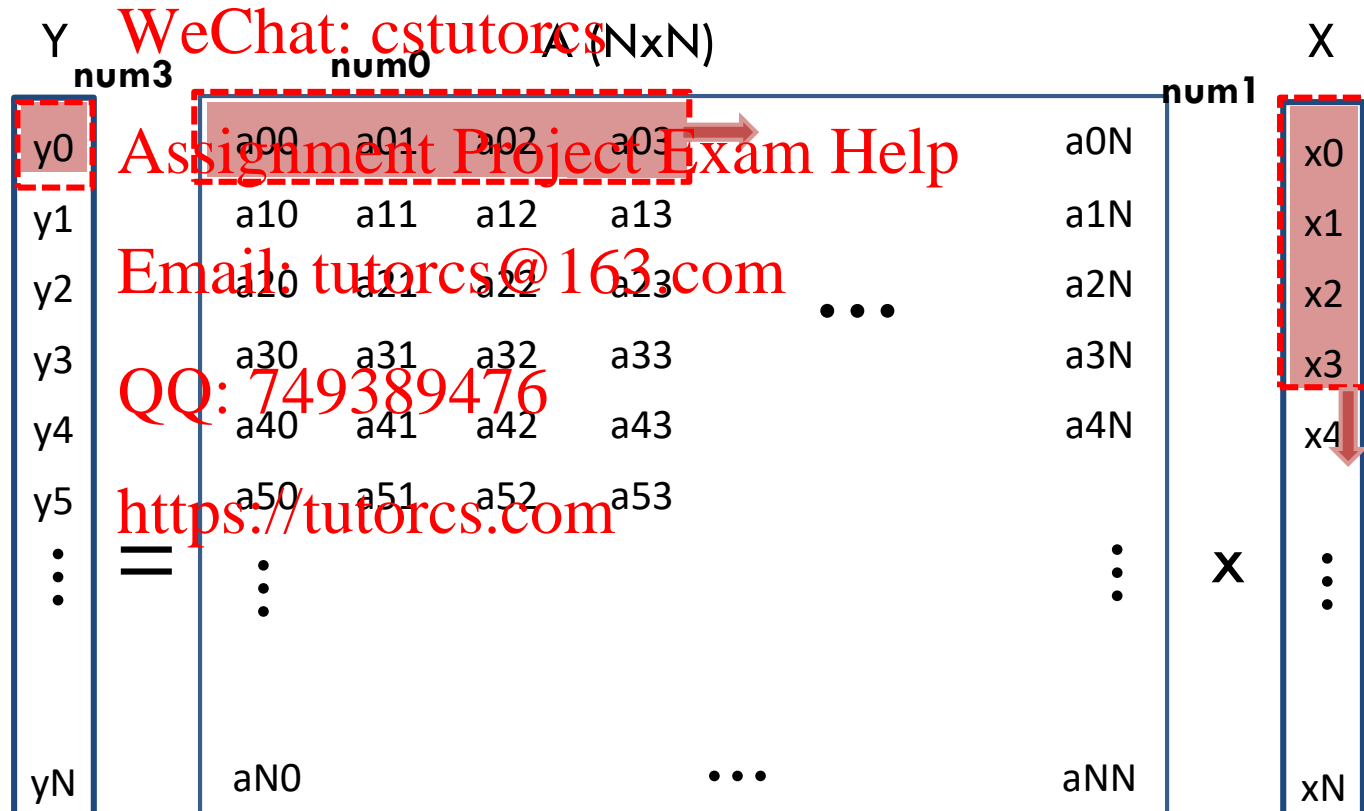 Y WeChat: cstutorcs A (NxN) X
num3 num0 num1
y0 a00 a01 a02 a03 a0N x0
Assignment Project Exam Help
y1 a10 a11 a12 a13 a1N x1
Email: tutorcs@163.com
y2 a20 a21 a22 a23 ... a2N x2
y3 a30 a31 a32 a33 a3N x3
QQ: 749389476
y4 a40 a41 a42 a43 a4N x4
y5 a50 a51 a52 a53
https://tutorcs.com
⋮ = ⋮ ⋮ x ⋮
yN aN0 ... aNN xN